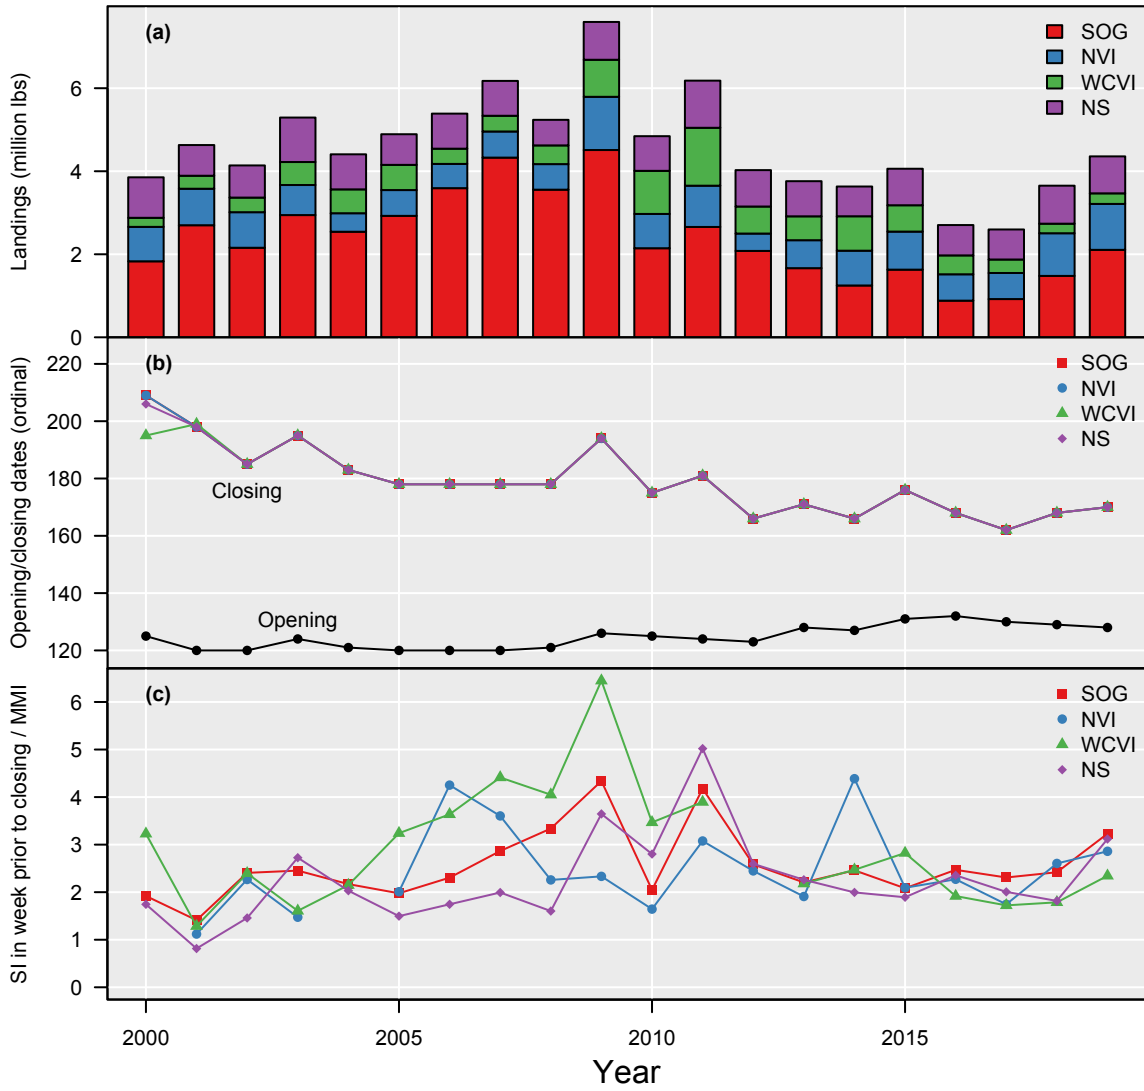 Landings (million lbs)
(a)
SOG
NVI
WCVI
NS
6
4
2
0
Opening/closing dates (ordinal)
(b)
SOG
NVI
WCVI
NS
220
200
180
160
140
120
Closing
Opening
SI in week prior to closing / MMI
(c)
SOG
NVI
WCVI
NS
6
5
4
3
2
1
0
2000 2005 2010 2015
Year